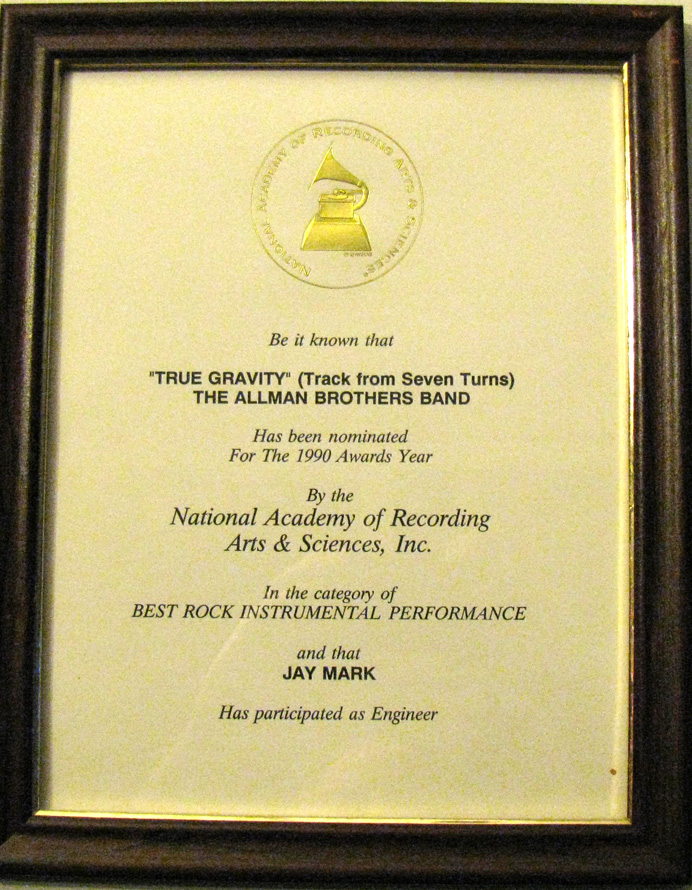 NATIONAL ACADEMY OF RECORDING ARTS & SCIENCES®
Be it known that
"TRUE GRAVITY" (Track from Seven Turns)
THE ALLMAN BROTHERS BAND
Has been nominated
For The 1990 Awards Year
By the
National Academy of Recording
Arts & Sciences, Inc.
In the category of
BEST ROCK INSTRUMENTAL PERFORMANCE
and that
JAY MARK
Has participated as Engineer